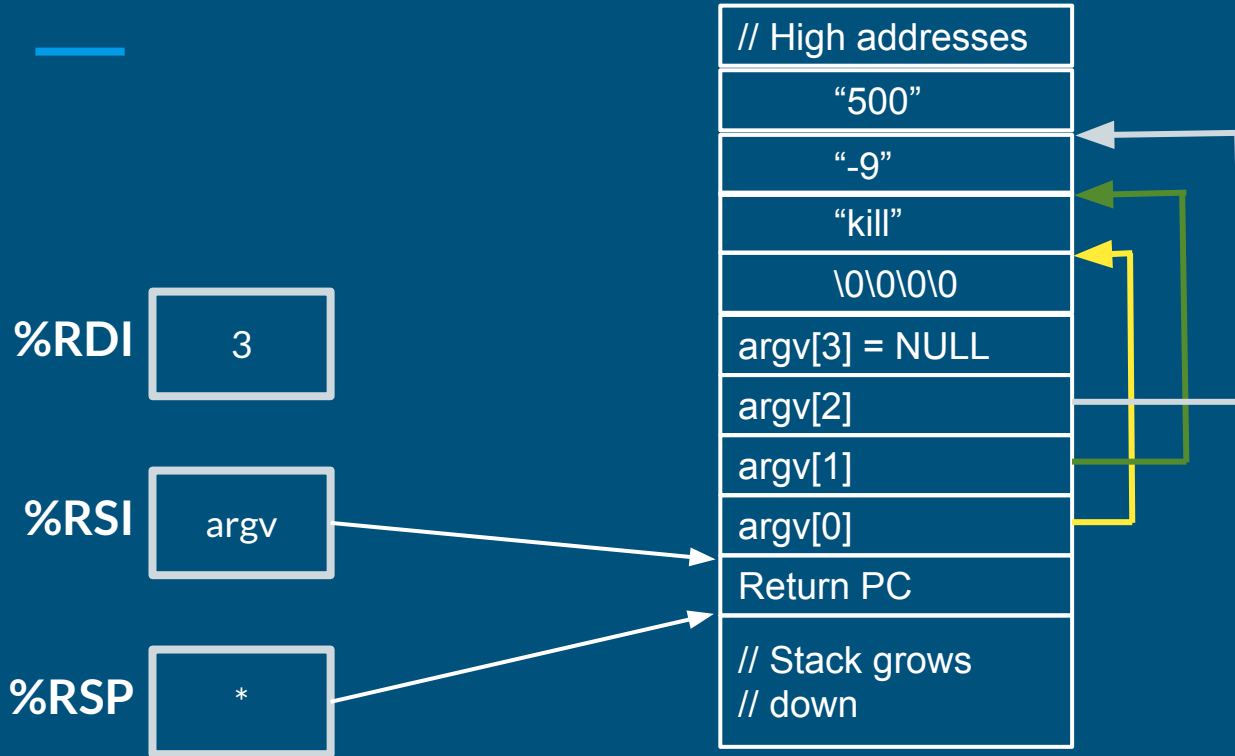 // High addresses
“500”
“-9”
“kill”
\0\0\0\0
%RDI
3
argv[3] = NULL
argv[2]
argv[1]
%RSI
argv
argv[0]
Return PC
%RSP
*
// Stack grows
// down